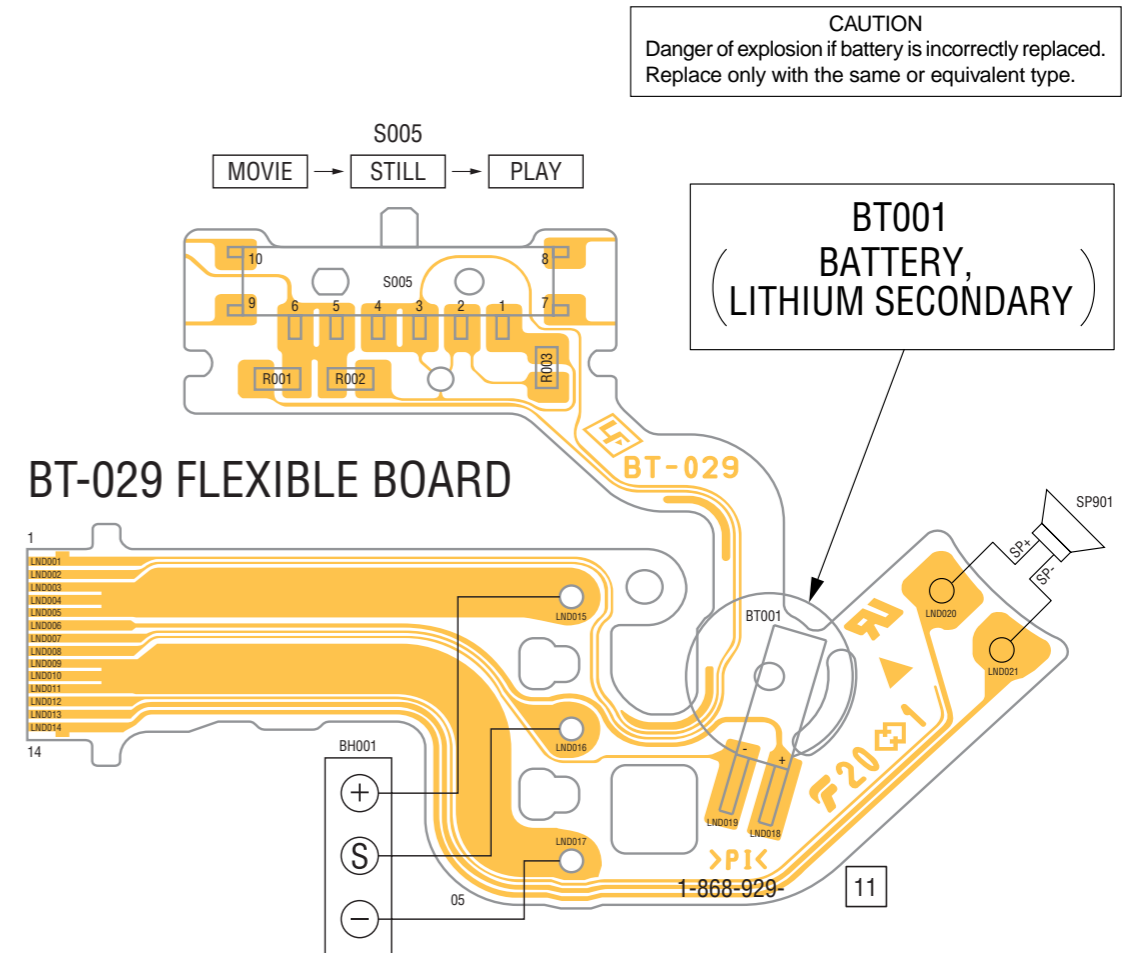 CAUTION
Danger of explosion if battery is incorrectly replaced.
Replace only with the same or equivalent type.
S005
MOVIE STILL PLAY
BT001
BATTERY,
LITHIUM SECONDARY
10
8
S005
9
6
5
4
3
2
1
7
R001
R002
R003
LF
BT-029
BT-029 FLEXIBLE BOARD
1
LND001
LND002
LND003
LND004
LND005
LND006
LND007
LND008
LND009
LND010
LND011
LND012
LND013
LND014
14
LND015
LND016
LND017
BT001
-
+
LND019
LND018
LND020
LND021
SP+
SP-
SP901
BH001
+
S
−
05
F20 1
>PI<
1-868-929-
11